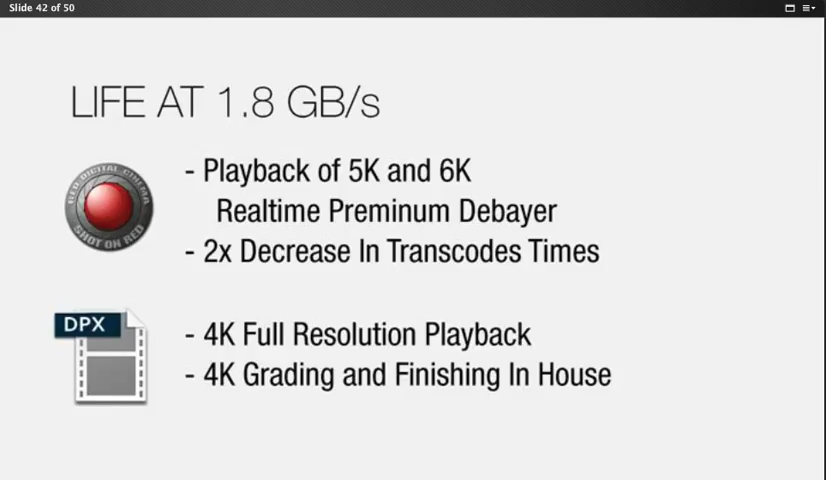 Slide 42 of 50
LIFE AT 1.8 GB/s
RED DIGITAL CINEMA
SHOT ON RED
- Playback of 5K and 6K
Realtime Preminum Debayer
- 2x Decrease In Transcodes Times
DPX
- 4K Full Resolution Playback
- 4K Grading and Finishing In House